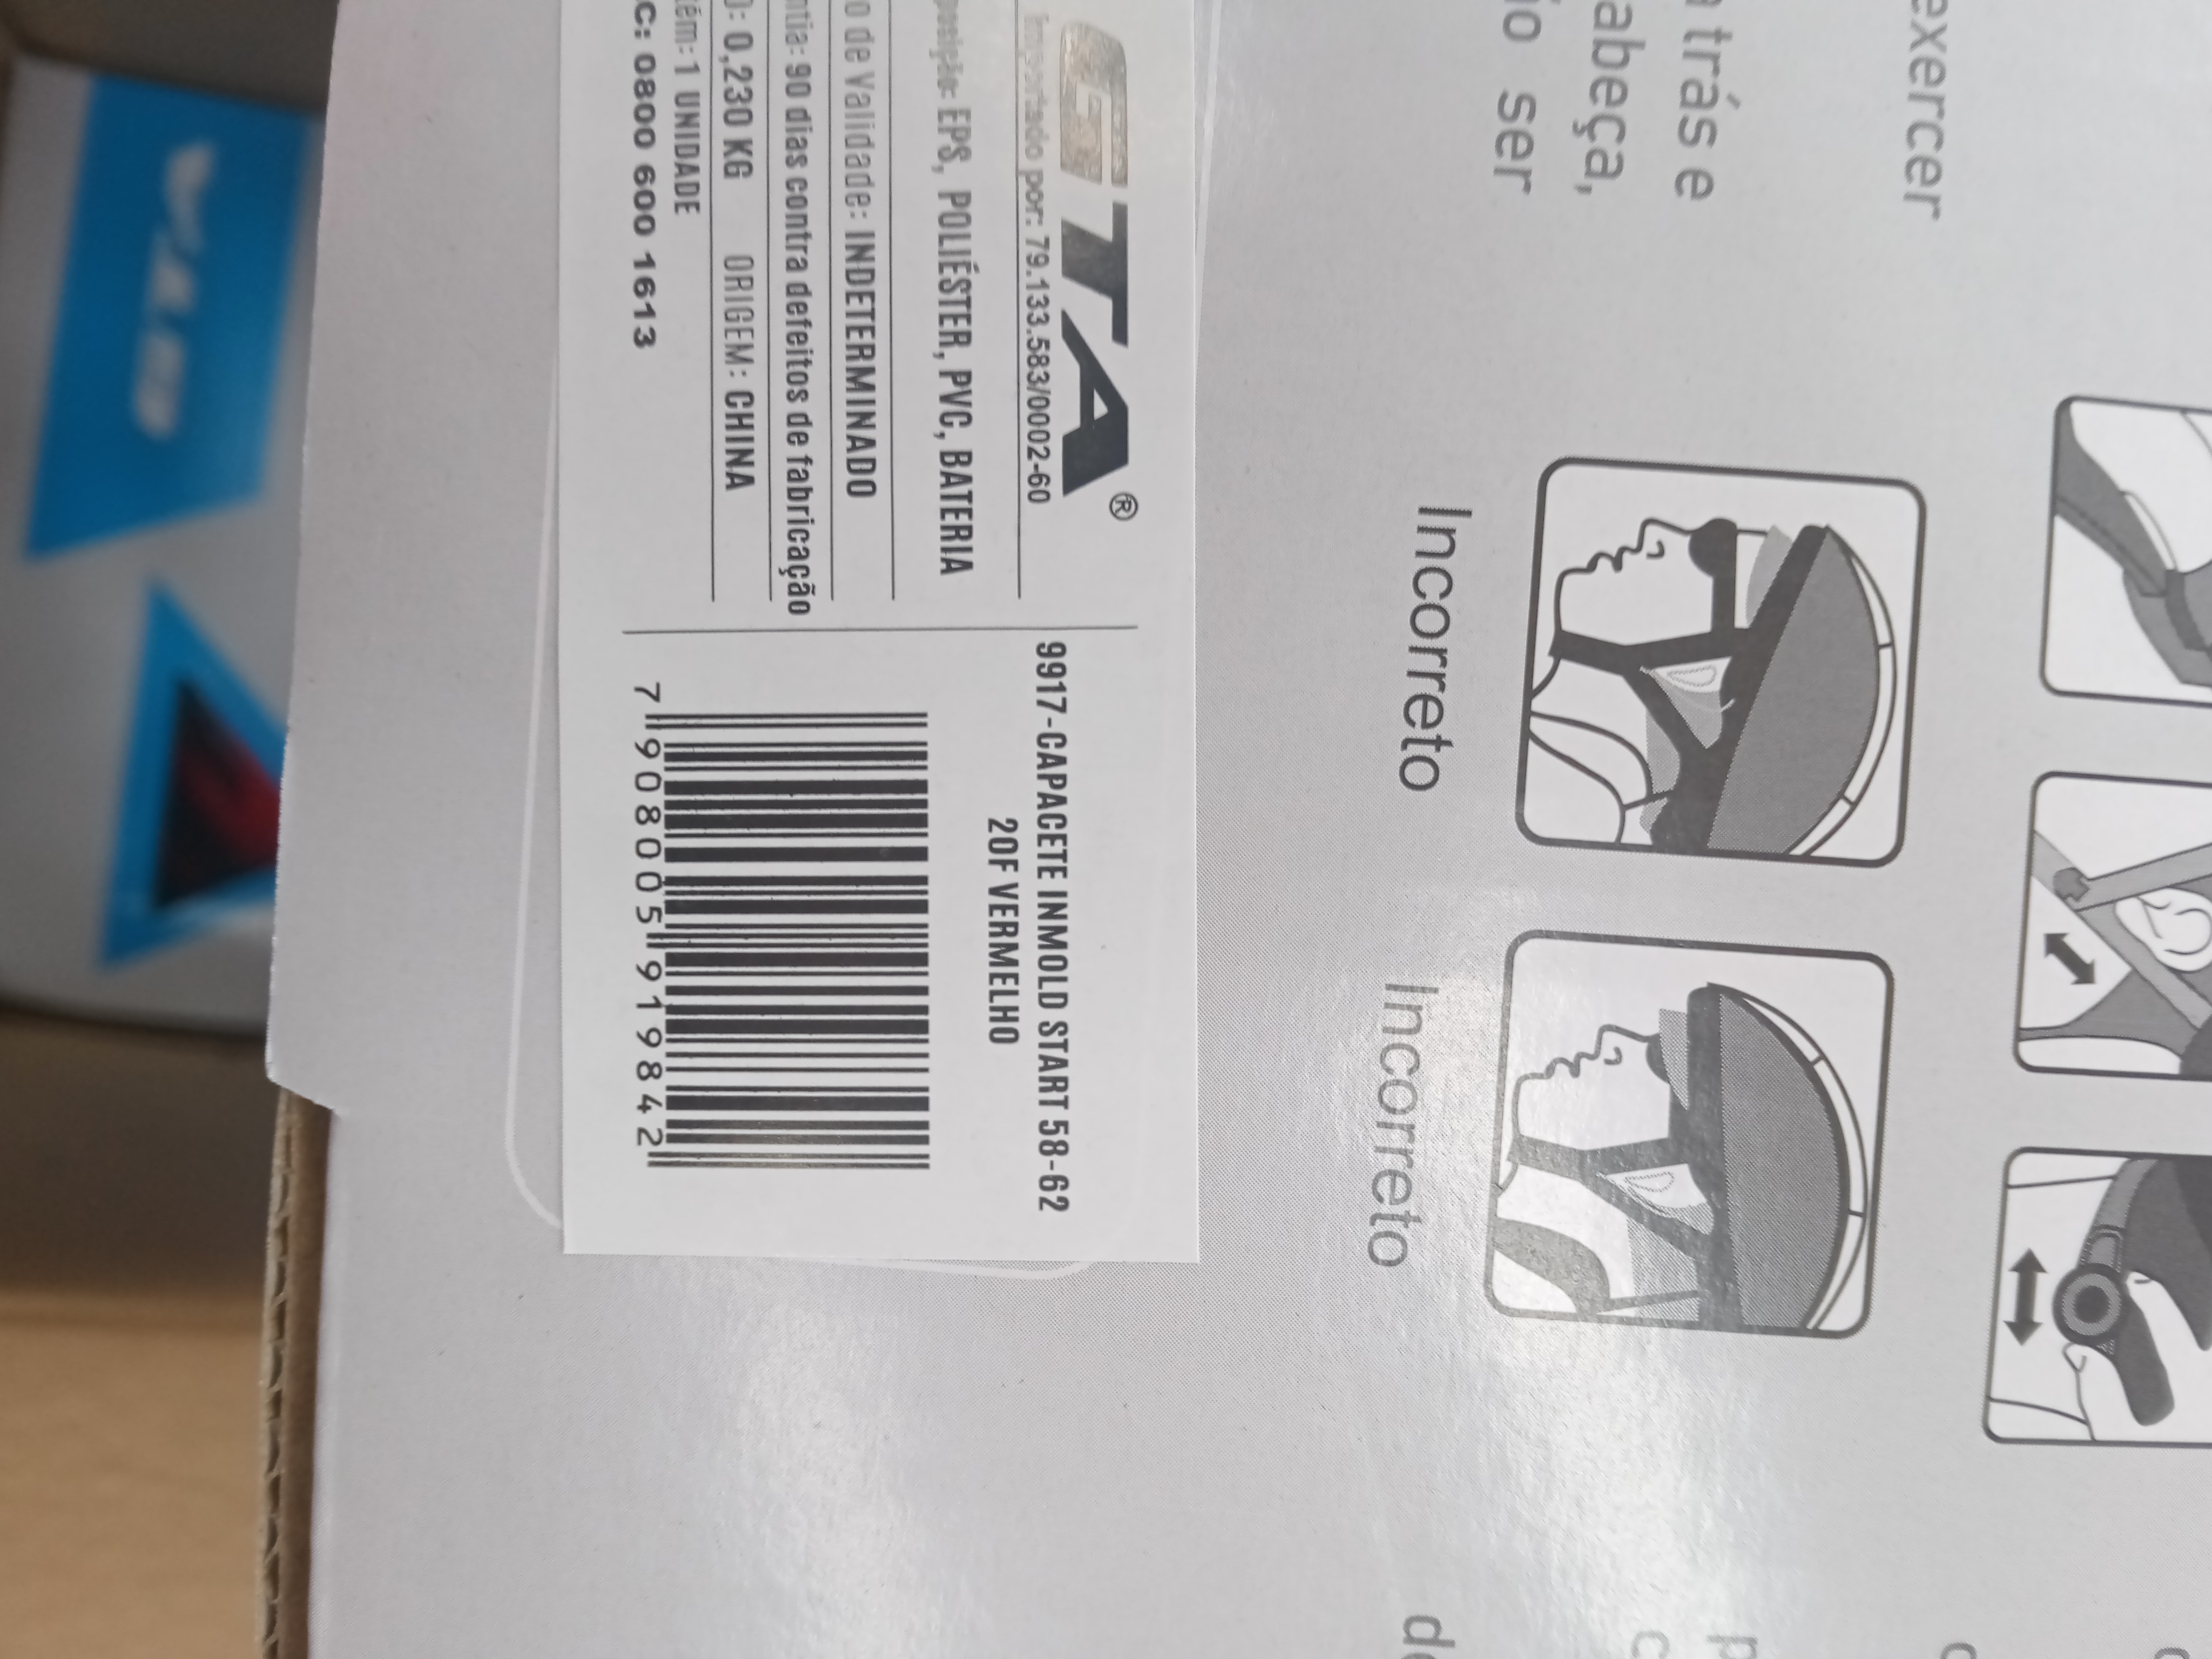 GTA®
Importado por: 79.133.583/0002-60
EPS, POLIÉSTER, PVC, BATERIA
de Validade: INDETERMINADO
90 dias contra defeitos de fabricação
0,230 KG ORIGEM: CHINA
1 UNIDADE
0800 600 1613
9917-CAPACETE INMOLD START 58-62
20F VERMELHO
7 908005 919842
exercer
trás e
abeça,
ser
Incorreto
Incorreto